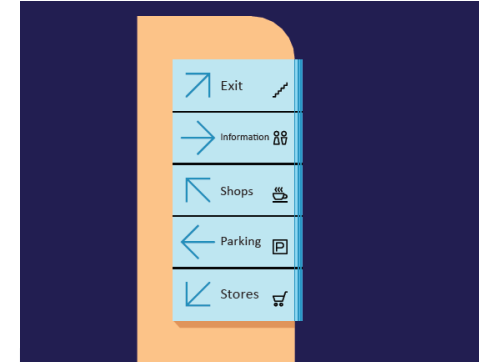 Exit
Information
Shops
Parking
P
Stores